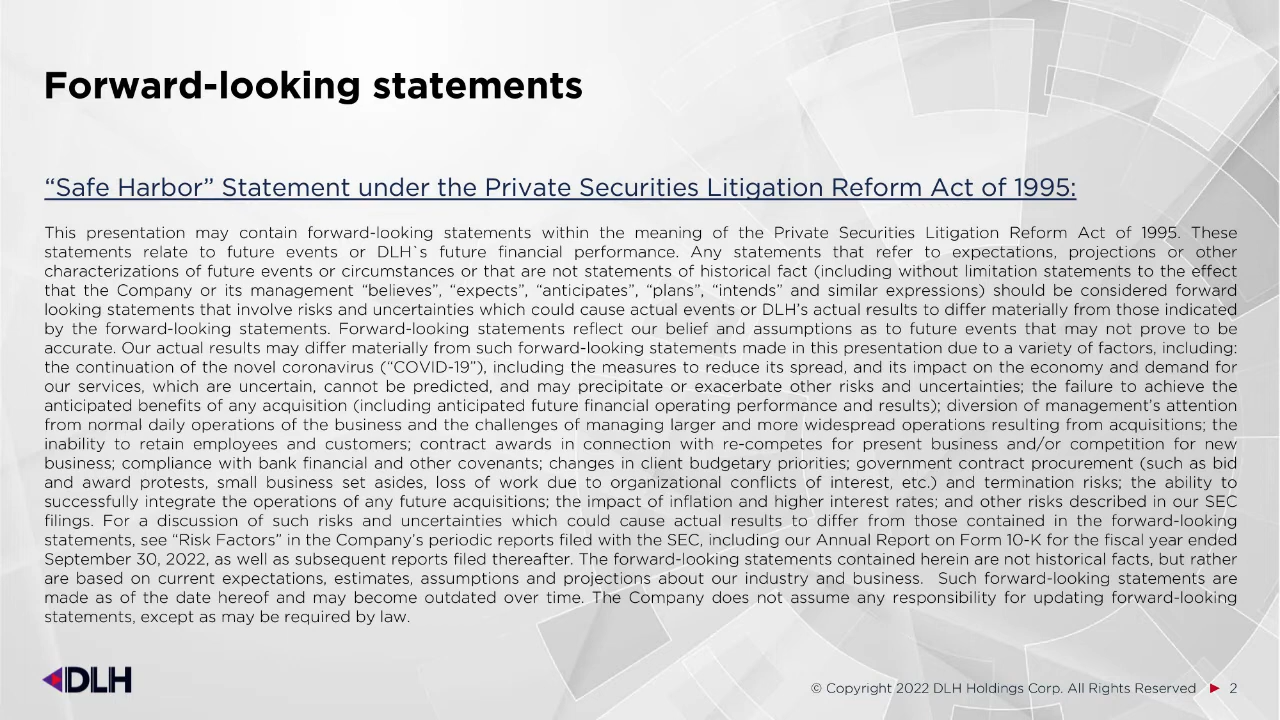 Forward-looking statements
“Safe Harbor” Statement under the Private Securities Litigation Reform Act of 1995:
This presentation may contain forward-looking statements within the meaning of the Private Securities Litigation Reform Act of 1995. These
statements relate to future events or DLH`s future financial performance. Any statements that refer to expectations, projections or other
characterizations of future events or circumstances or that are not statements of historical fact (including without limitation statements to the effect
that the Company or its management “believes”, “expects”, “anticipates”, “plans”, “intends” and similar expressions) should be considered forward
looking statements that involve risks and uncertainties which could cause actual events or DLH’s actual results to differ materially from those indicated
by the forward-looking statements. Forward-looking statements reflect our belief and assumptions as to future events that may not prove to be
accurate. Our actual results may differ materially from such forward-looking statements made in this presentation due to a variety of factors, including:
the continuation of the novel coronavirus (“COVID-19”), including the measures to reduce its spread, and its impact on the economy and demand for
our services, which are uncertain, cannot be predicted, and may precipitate or exacerbate other risks and uncertainties; the failure to achieve the
anticipated benefits of any acquisition (including anticipated future financial operating performance and results); diversion of management’s attention
from normal daily operations of the business and the challenges of managing larger and more widespread operations resulting from acquisitions; the
inability to retain employees and customers; contract awards in connection with re-competes for present business and/or competition for new
business; compliance with bank financial and other covenants; changes in client budgetary priorities; government contract procurement (such as bid
and award protests, small business set asides, loss of work due to organizational conflicts of interest, etc.) and termination risks; the ability to
successfully integrate the operations of any future acquisitions; the impact of inflation and higher interest rates; and other risks described in our SEC
filings. For a discussion of such risks and uncertainties which could cause actual results to differ from those contained in the forward-looking
statements, see “Risk Factors” in the Company’s periodic reports filed with the SEC, including our Annual Report on Form 10-K for the fiscal year ended
September 30, 2022, as well as subsequent reports filed thereafter. The forward-looking statements contained herein are not historical facts, but rather
are based on current expectations, estimates, assumptions and projections about our industry and business. Such forward-looking statements are
made as of the date hereof and may become outdated over time. The Company does not assume any responsibility for updating forward-looking
statements, except as may be required by law.
DLH
© Copyright 2022 DLH Holdings Corp. All Rights Reserved ► 2